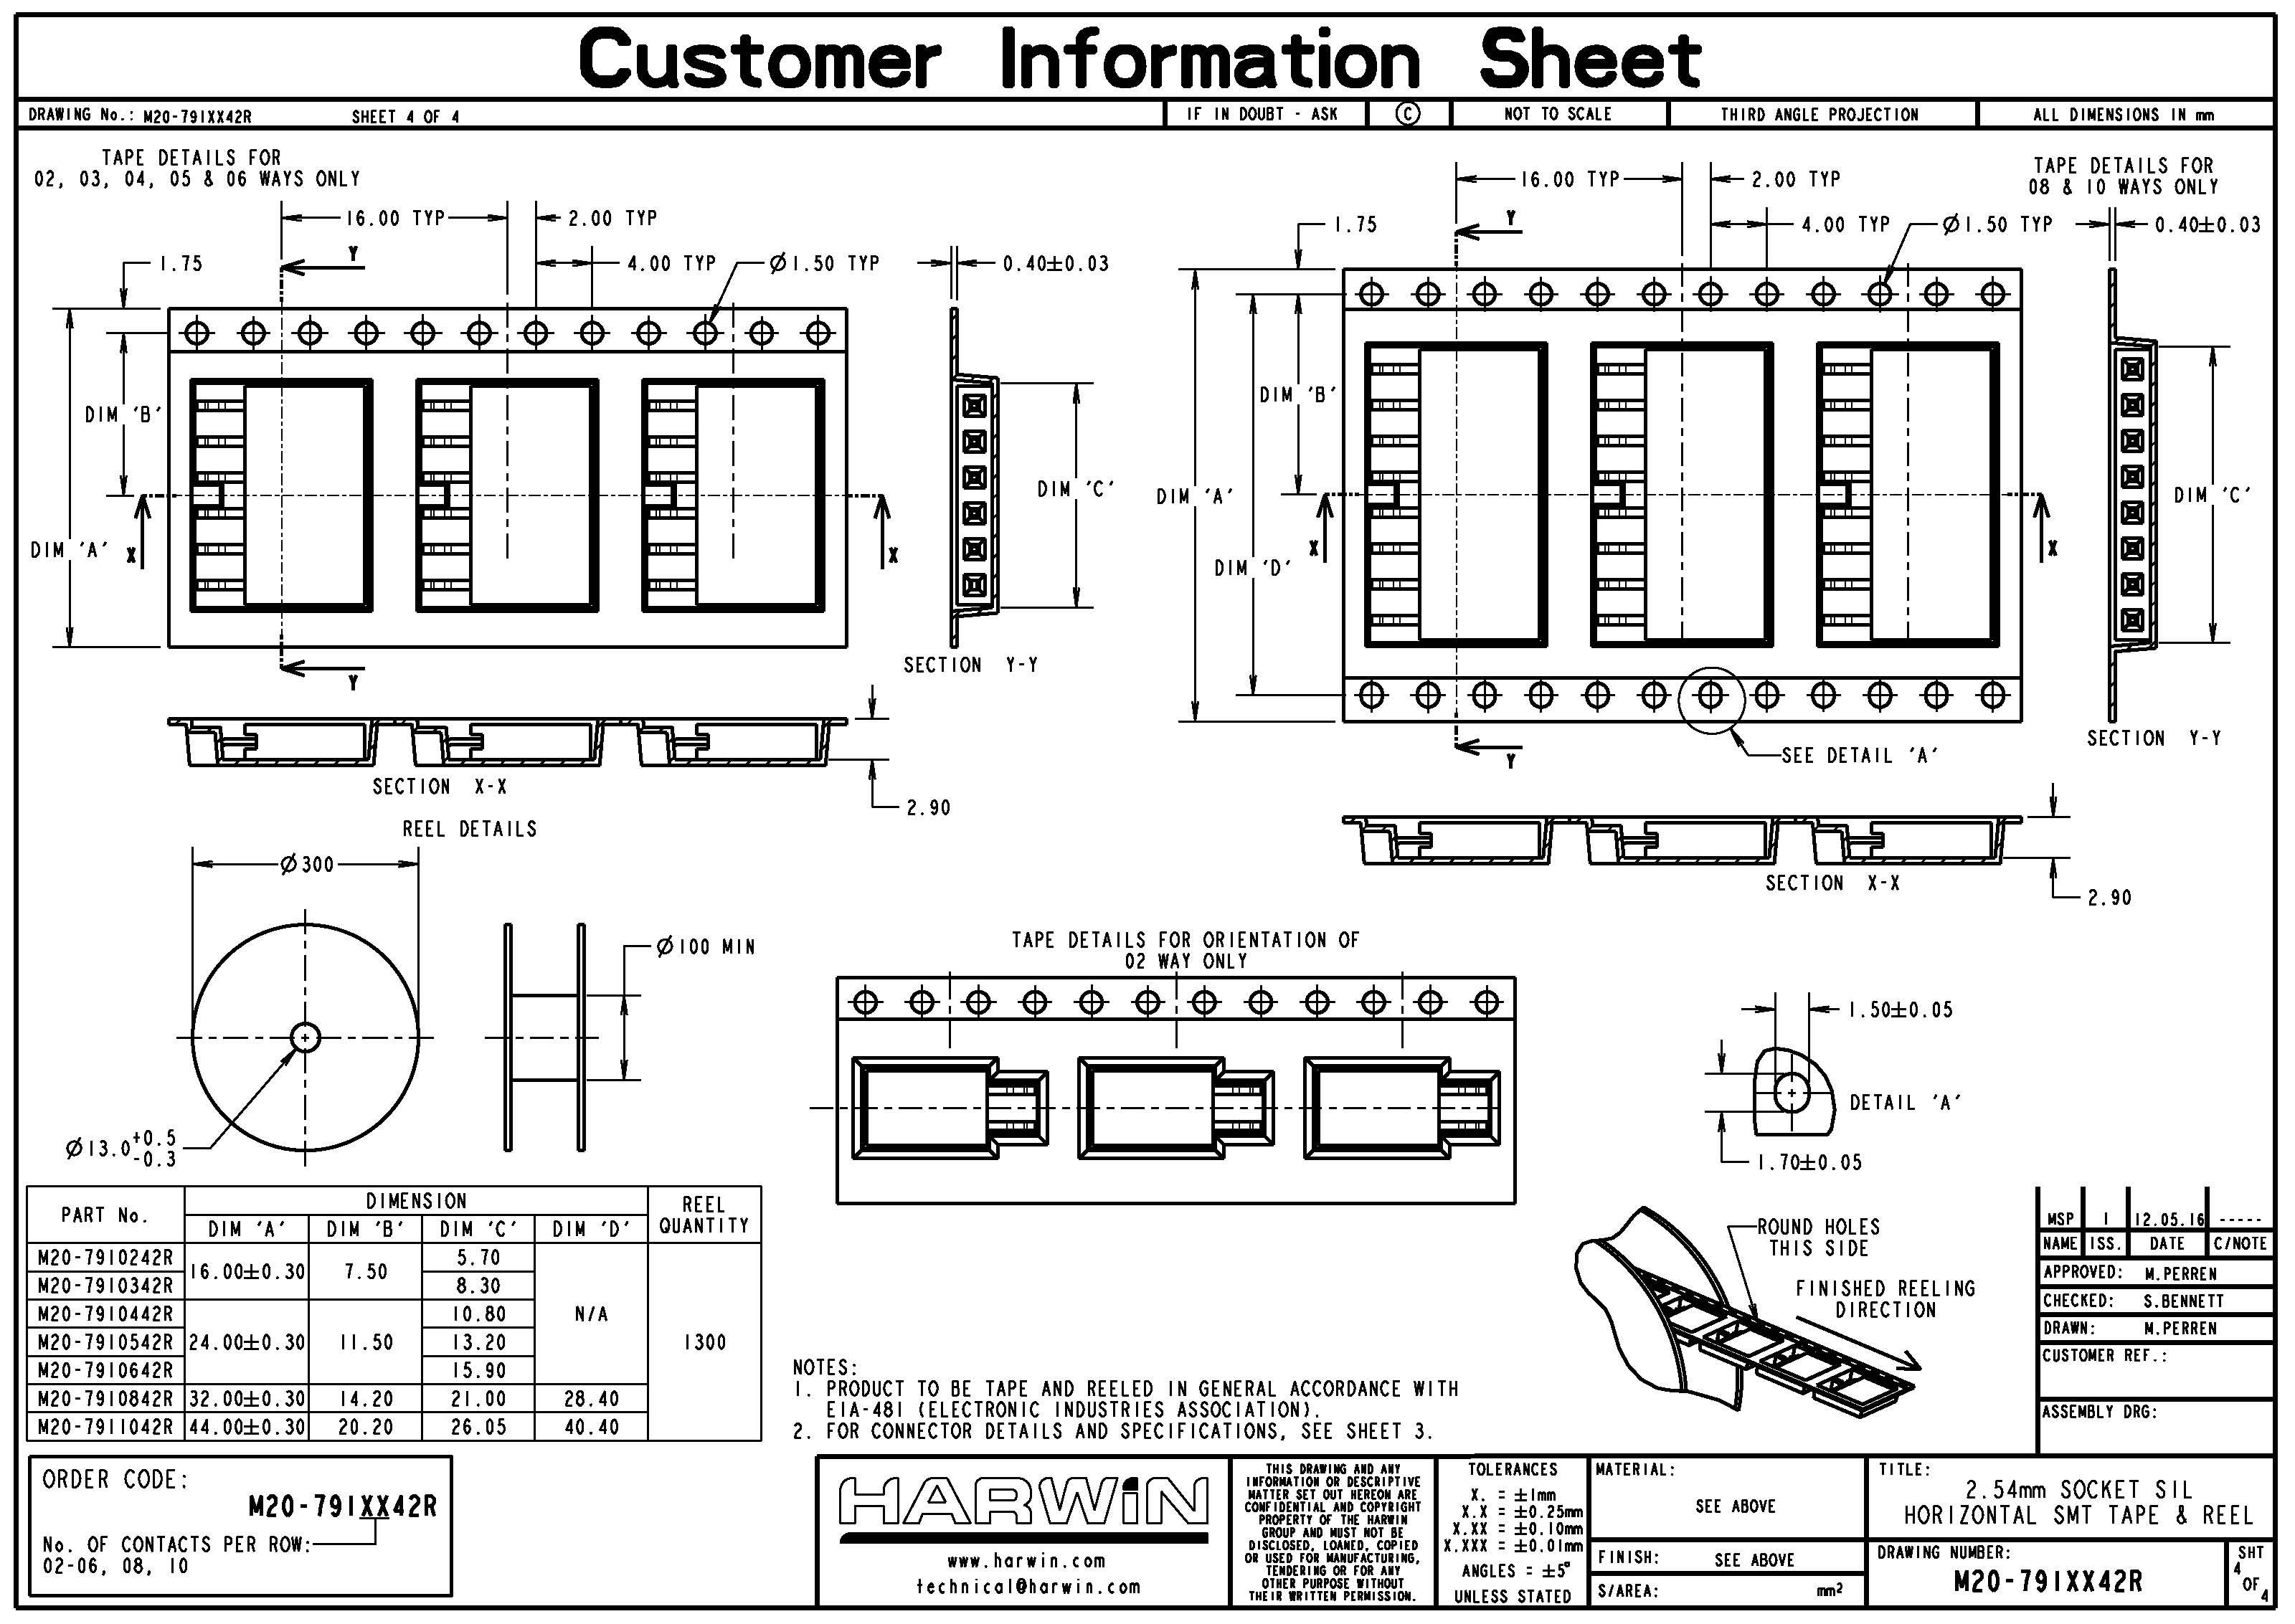 Customer Information Sheet
DRAWING No.: M20-791XX42R
SHEET 4 OF 4
IF IN DOUBT - ASK
©
NOT TO SCALE
THIRD ANGLE PROJECTION
ALL DIMENSIONS IN mm
TAPE DETAILS FOR
02, 03, 04, 05 & 06 WAYS ONLY
16.00 TYP
2.00 TYP
Y
1.75
4.00 TYP
Ø1.50 TYP
0.40±0.03
DIM 'B'
DIM 'A'
X
X
DIM 'C'
Y
SECTION Y-Y
SECTION X-X
2.90
TAPE DETAILS FOR
08 & 10 WAYS ONLY
16.00 TYP
2.00 TYP
Y
1.75
4.00 TYP
Ø1.50 TYP
0.40±0.03
DIM 'B'
DIM 'A'
DIM 'D'
X
X
DIM 'C'
Y
SEE DETAIL 'A'
SECTION Y-Y
SECTION X-X
2.90
REEL DETAILS
Ø300
Ø100 MIN
Ø13.0+0.5
-0.3
TAPE DETAILS FOR ORIENTATION OF
02 WAY ONLY
1.50±0.05
DETAIL 'A'
1.70±0.05
ROUND HOLES
THIS SIDE
FINISHED REELING
DIRECTION
PART No.
DIMENSION
REEL
QUANTITY
DIM 'A' DIM 'B' DIM 'C' DIM 'D'
M20-7910242R 16.00±0.30 7.50 5.70 N/A 1300
M20-7910342R 8.30
M20-7910442R 24.00±0.30 11.50 10.80
M20-7910542R 13.20
M20-7910642R 15.90
M20-7910842R 32.00±0.30 14.20 21.00 28.40
M20-7911042R 44.00±0.30 20.20 26.05 40.40
NOTES:
1. PRODUCT TO BE TAPE AND REELED IN GENERAL ACCORDANCE WITH
EIA-481 (ELECTRONIC INDUSTRIES ASSOCIATION).
2. FOR CONNECTOR DETAILS AND SPECIFICATIONS, SEE SHEET 3.
MSP 1 12.05.16 -----
NAME ISS. DATE C/NOTE
APPROVED: M.PERREN
CHECKED: S.BENNETT
DRAWN: M.PERREN
CUSTOMER REF.:
ASSEMBLY DRG:
ORDER CODE:
M20-791XX42R
No. OF CONTACTS PER ROW:
02-06, 08, 10
HARWIN
www.harwin.com
technical@harwin.com
THIS DRAWING AND ANY
INFORMATION OR DESCRIPTIVE
MATTER SET OUT HEREON ARE
CONFIDENTIAL AND COPYRIGHT
PROPERTY OF THE HARWIN
GROUP AND MUST NOT BE
DISCLOSED, LOANED, COPIED
OR USED FOR MANUFACTURING,
TENDERING OR FOR ANY
OTHER PURPOSE WITHOUT
THEIR WRITTEN PERMISSION.
TOLERANCES
X. = ±1mm
X.X = ±0.25mm
X.XX = ±0.10mm
X.XXX = ±0.01mm
ANGLES = ±5°
UNLESS STATED
MATERIAL:
SEE ABOVE
FINISH: SEE ABOVE
S/AREA: mm²
TITLE:
2.54mm SOCKET SIL
HORIZONTAL SMT TAPE & REEL
DRAWING NUMBER:
M20-791XX42R
SHT
4
OF
4